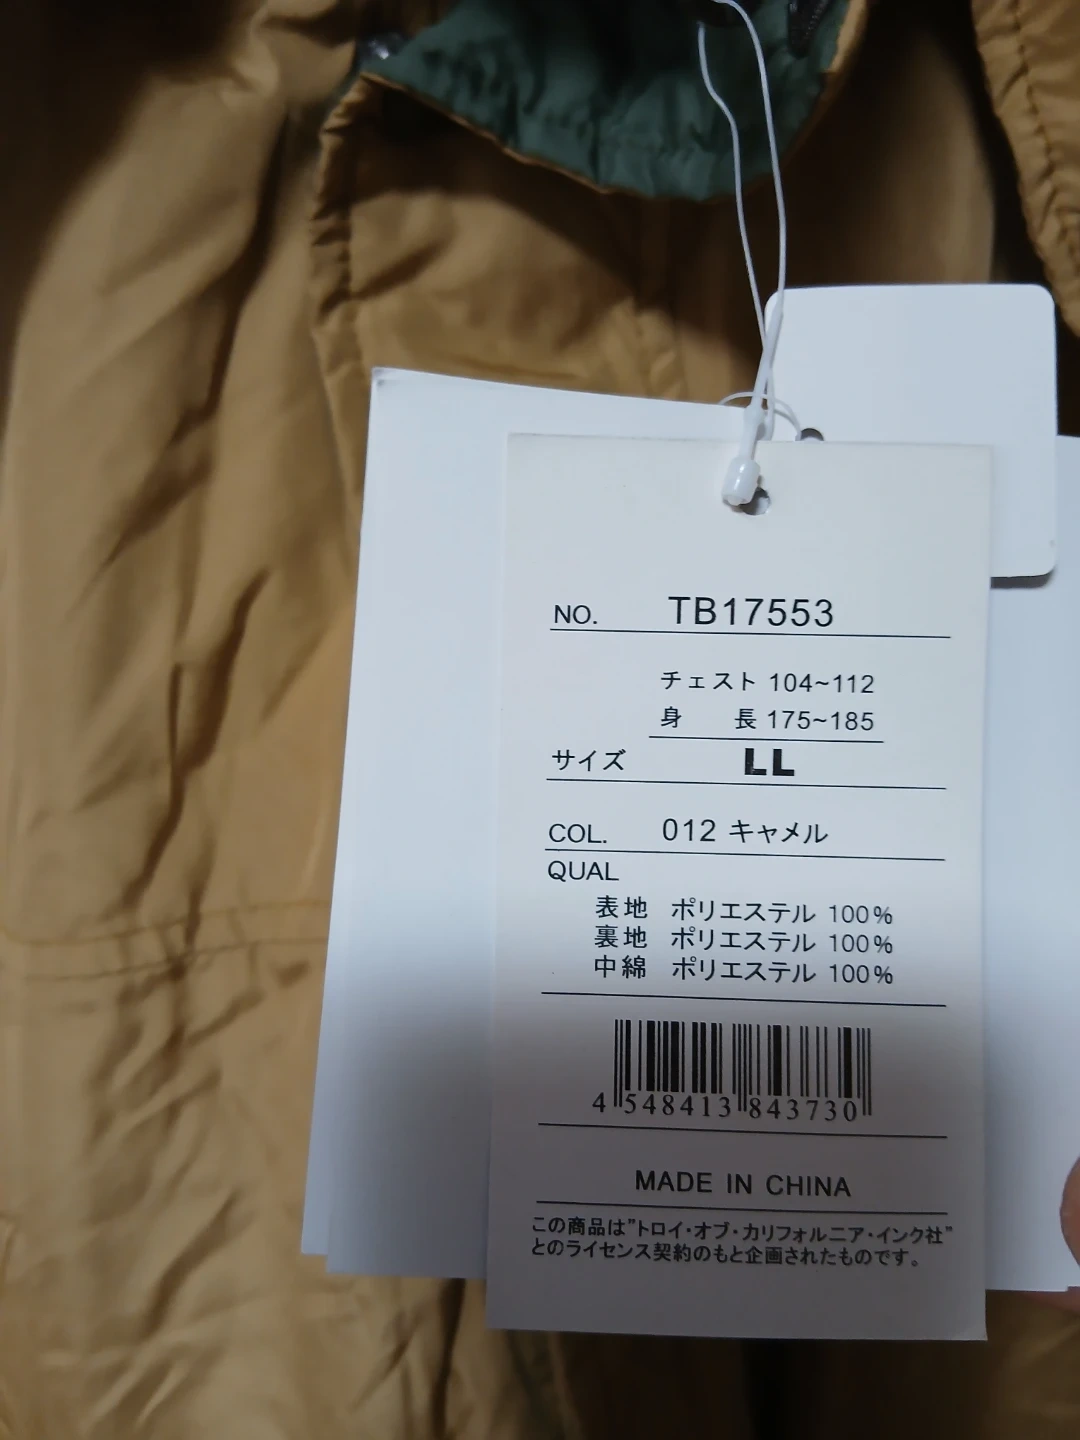 NO. TB17553
チェスト 104~112
身 長 175~185
サイズ LL
COL. 012 キャメル
QUAL
表地 ポリエステル 100%
裏地 ポリエステル 100%
中綿 ポリエステル 100%
4 548413 843730
MADE IN CHINA
この商品は"トロイ・オブ・カリフォルニア・インク社"
とのライセンス契約のもと企画されたものです。